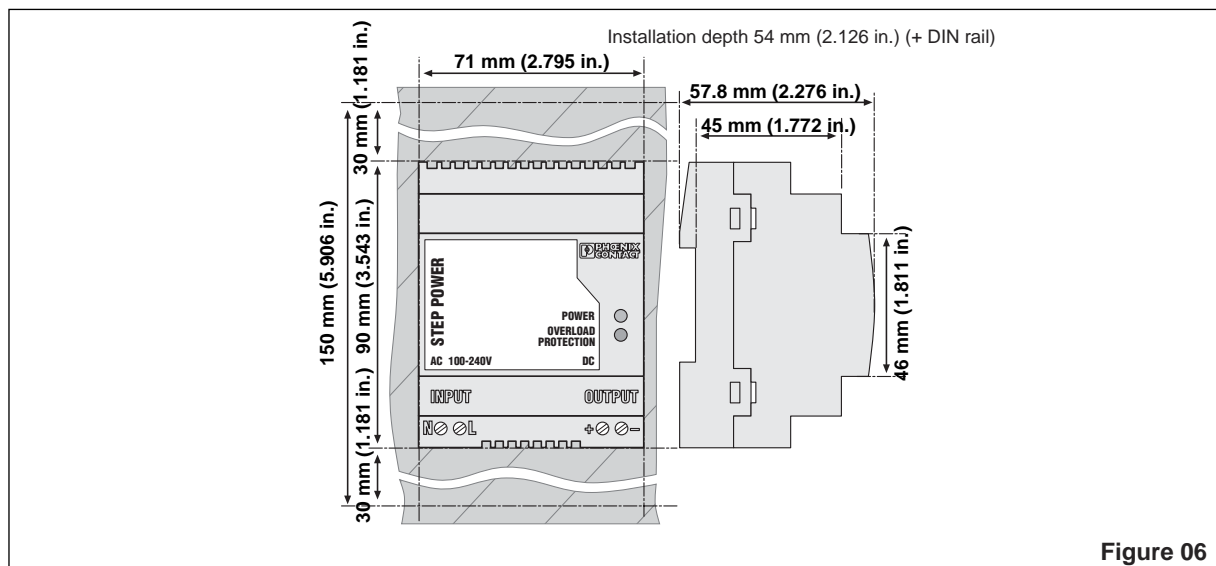 Installation depth 54 mm (2.126 in.) (+ DIN rail)
71 mm (2.795 in.)
57.8 mm (2.276 in.)
45 mm (1.772 in.)
30 mm (1.181 in.)
150 mm (5.906 in.)
90 mm (3.543 in.)
30 mm (1.181 in.)
46 mm (1.811 in.)
PHŒNIX
CONTACT
STEP POWER
POWER
OVERLOAD
PROTECTION
AC 100-240V DC
INPUT OUTPUT
N L + –
Figure 06